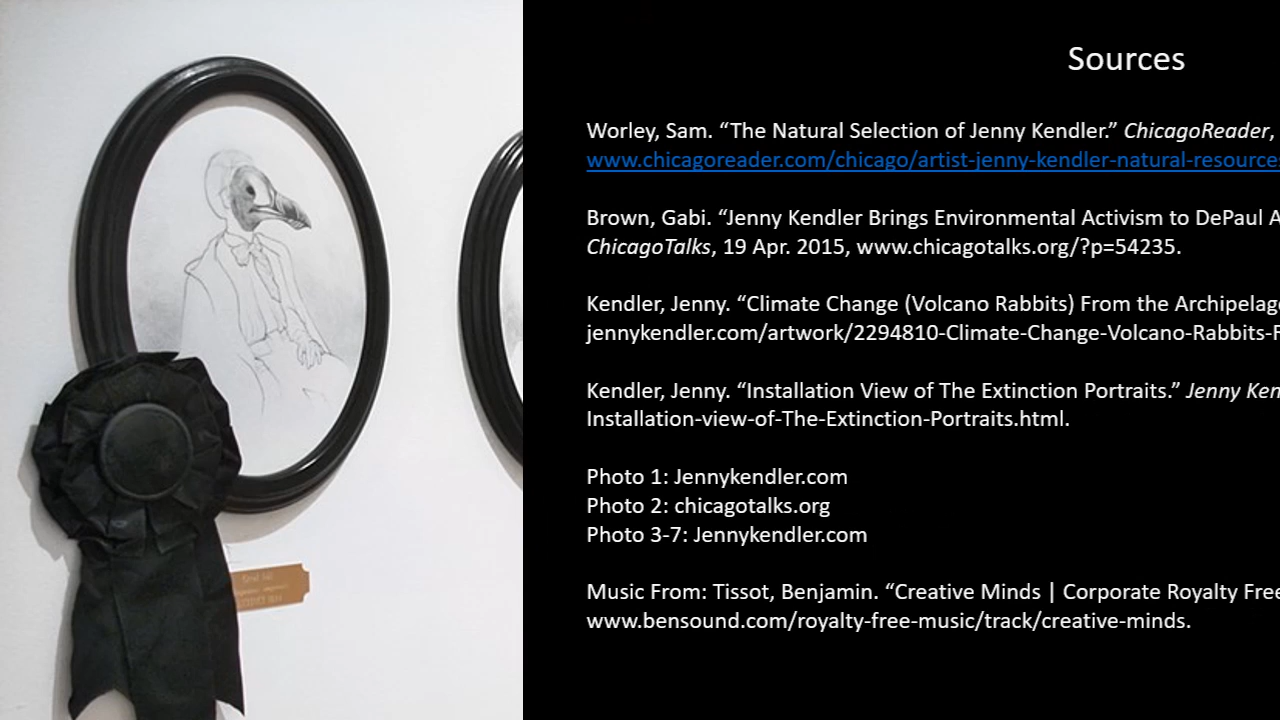 Sources
Worley, Sam. “The Natural Selection of Jenny Kendler.” ChicagoReader,
www.chicagoreader.com/chicago/artist-jenny-kendler-natural-resources
Brown, Gabi. “Jenny Kendler Brings Environmental Activism to DePaul A
ChicagoTalks, 19 Apr. 2015, www.chicagotalks.org/?p=54235.
Kendler, Jenny. “Climate Change (Volcano Rabbits) From the Archipelago
jennykendler.com/artwork/2294810-Climate-Change-Volcano-Rabbits-F
Kendler, Jenny. “Installation View of The Extinction Portraits.” Jenny Ken
Installation-view-of-The-Extinction-Portraits.html.
Photo 1: Jennykendler.com
Photo 2: chicagotalks.org
Photo 3-7: Jennykendler.com
Music From: Tissot, Benjamin. “Creative Minds | Corporate Royalty Free
www.bensound.com/royalty-free-music/track/creative-minds.